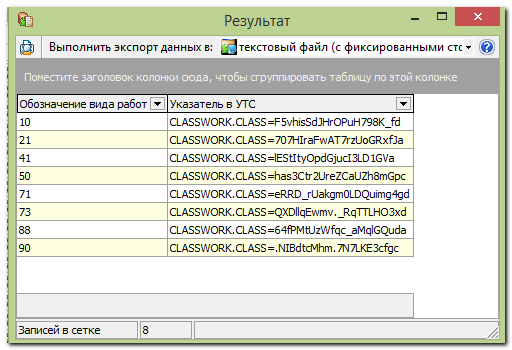 Результат
Выполнить экспорт данных в: текстовый файл (с фиксированными сто
Поместите заголовок колонки сюда, чтобы сгруппировать таблицу по этой колонке
Обозначение вида работ Указатель в УТС
10 CLASSWORK.CLASS=F5vhisSdJHrOPuH798K_fd
21 CLASSWORK.CLASS=707HIraFwAT7rzUoGRxfJa
41 CLASSWORK.CLASS=lEStItyOpdGjucI3LD1GVa
50 CLASSWORK.CLASS=has3Ctr2UreZCaUZh8mGpc
71 CLASSWORK.CLASS=eRRD_rUakgm0LDQuimg4gd
73 CLASSWORK.CLASS=QXDllqEwmv._RqTTLHO3xd
88 CLASSWORK.CLASS=64fPMtUzWfqc_aMqlGQuda
90 CLASSWORK.CLASS=.NIBdtcMhm.7N7LKE3cfgc
Записей в сетке 8